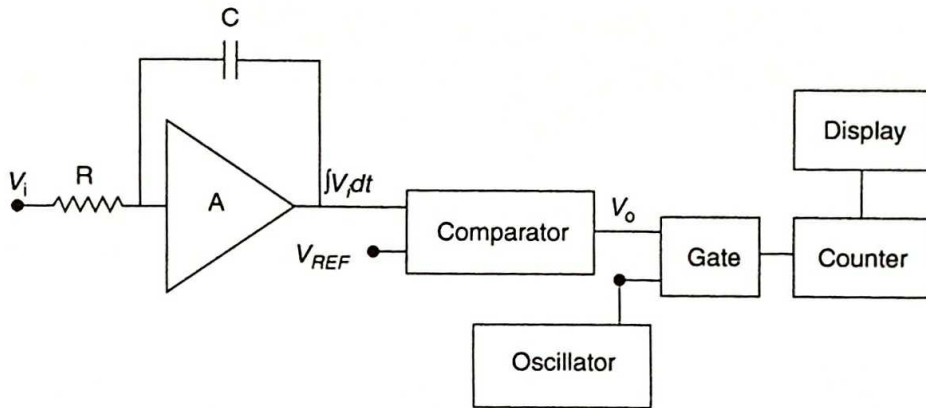 C
Display
V_i
R
A
∫V_i dt
Comparator
V_o
V_REF
Gate
Counter
Oscillator